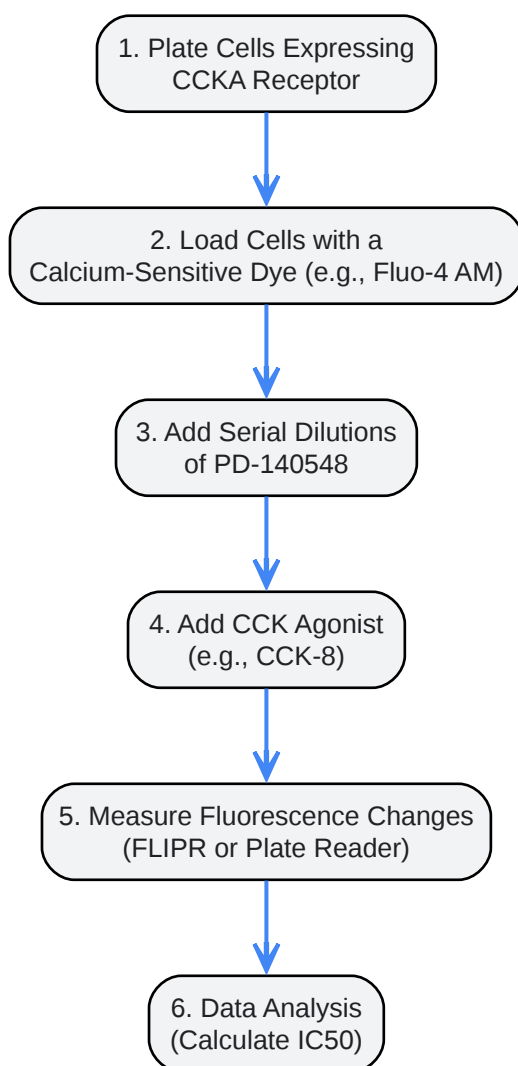 1. Plate Cells Expressing
CCKA Receptor
2. Load Cells with a
Calcium-Sensitive Dye (e.g., Fluo-4 AM)
3. Add Serial Dilutions
of PD-140548
4. Add CCK Agonist
(e.g., CCK-8)
5. Measure Fluorescence Changes
(FLIPR or Plate Reader)
6. Data Analysis
(Calculate IC50)